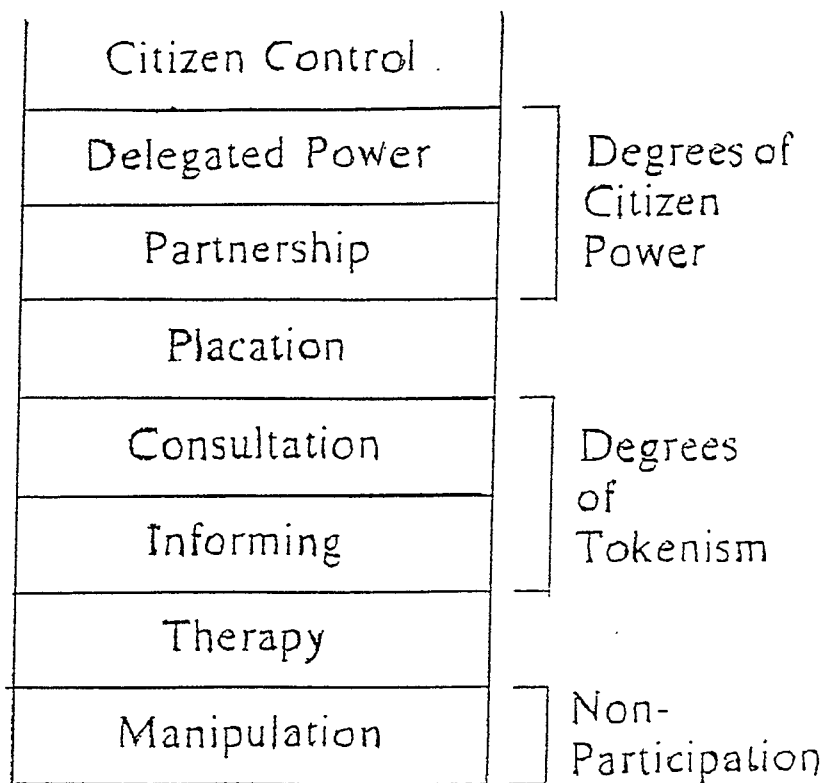 Citizen Control
Delegated Power
Partnership
Placation
Consultation
Informing
Therapy
Manipulation
Degrees of
Citizen
Power
Degrees
of
Tokenism
Non-
Participation